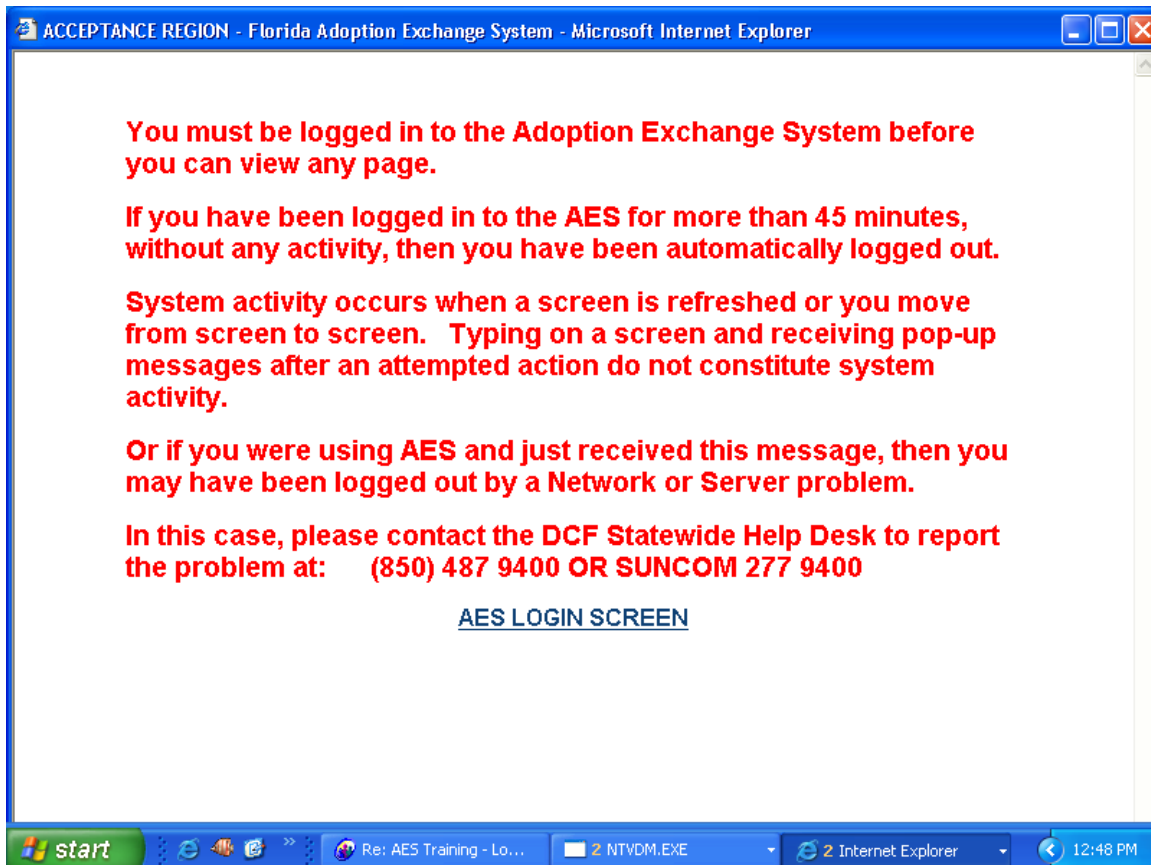 ACCEPTANCE REGION - Florida Adoption Exchange System - Microsoft Internet Explorer
You must be logged in to the Adoption Exchange System before
you can view any page.
If you have been logged in to the AES for more than 45 minutes,
without any activity, then you have been automatically logged out.
System activity occurs when a screen is refreshed or you move
from screen to screen.   Typing on a screen and receiving pop-up
messages after an attempted action do not constitute system
activity.
Or if you were using AES and just received this message, then you
may have been logged out by a Network or Server problem.
In this case, please contact the DCF Statewide Help Desk to report
the problem at:     (850) 487 9400 OR SUNCOM 277 9400
AES LOGIN SCREEN
start » Re: AES Training - Lo... 2 NTVDM.EXE 2 Internet Explorer 12:48 PM